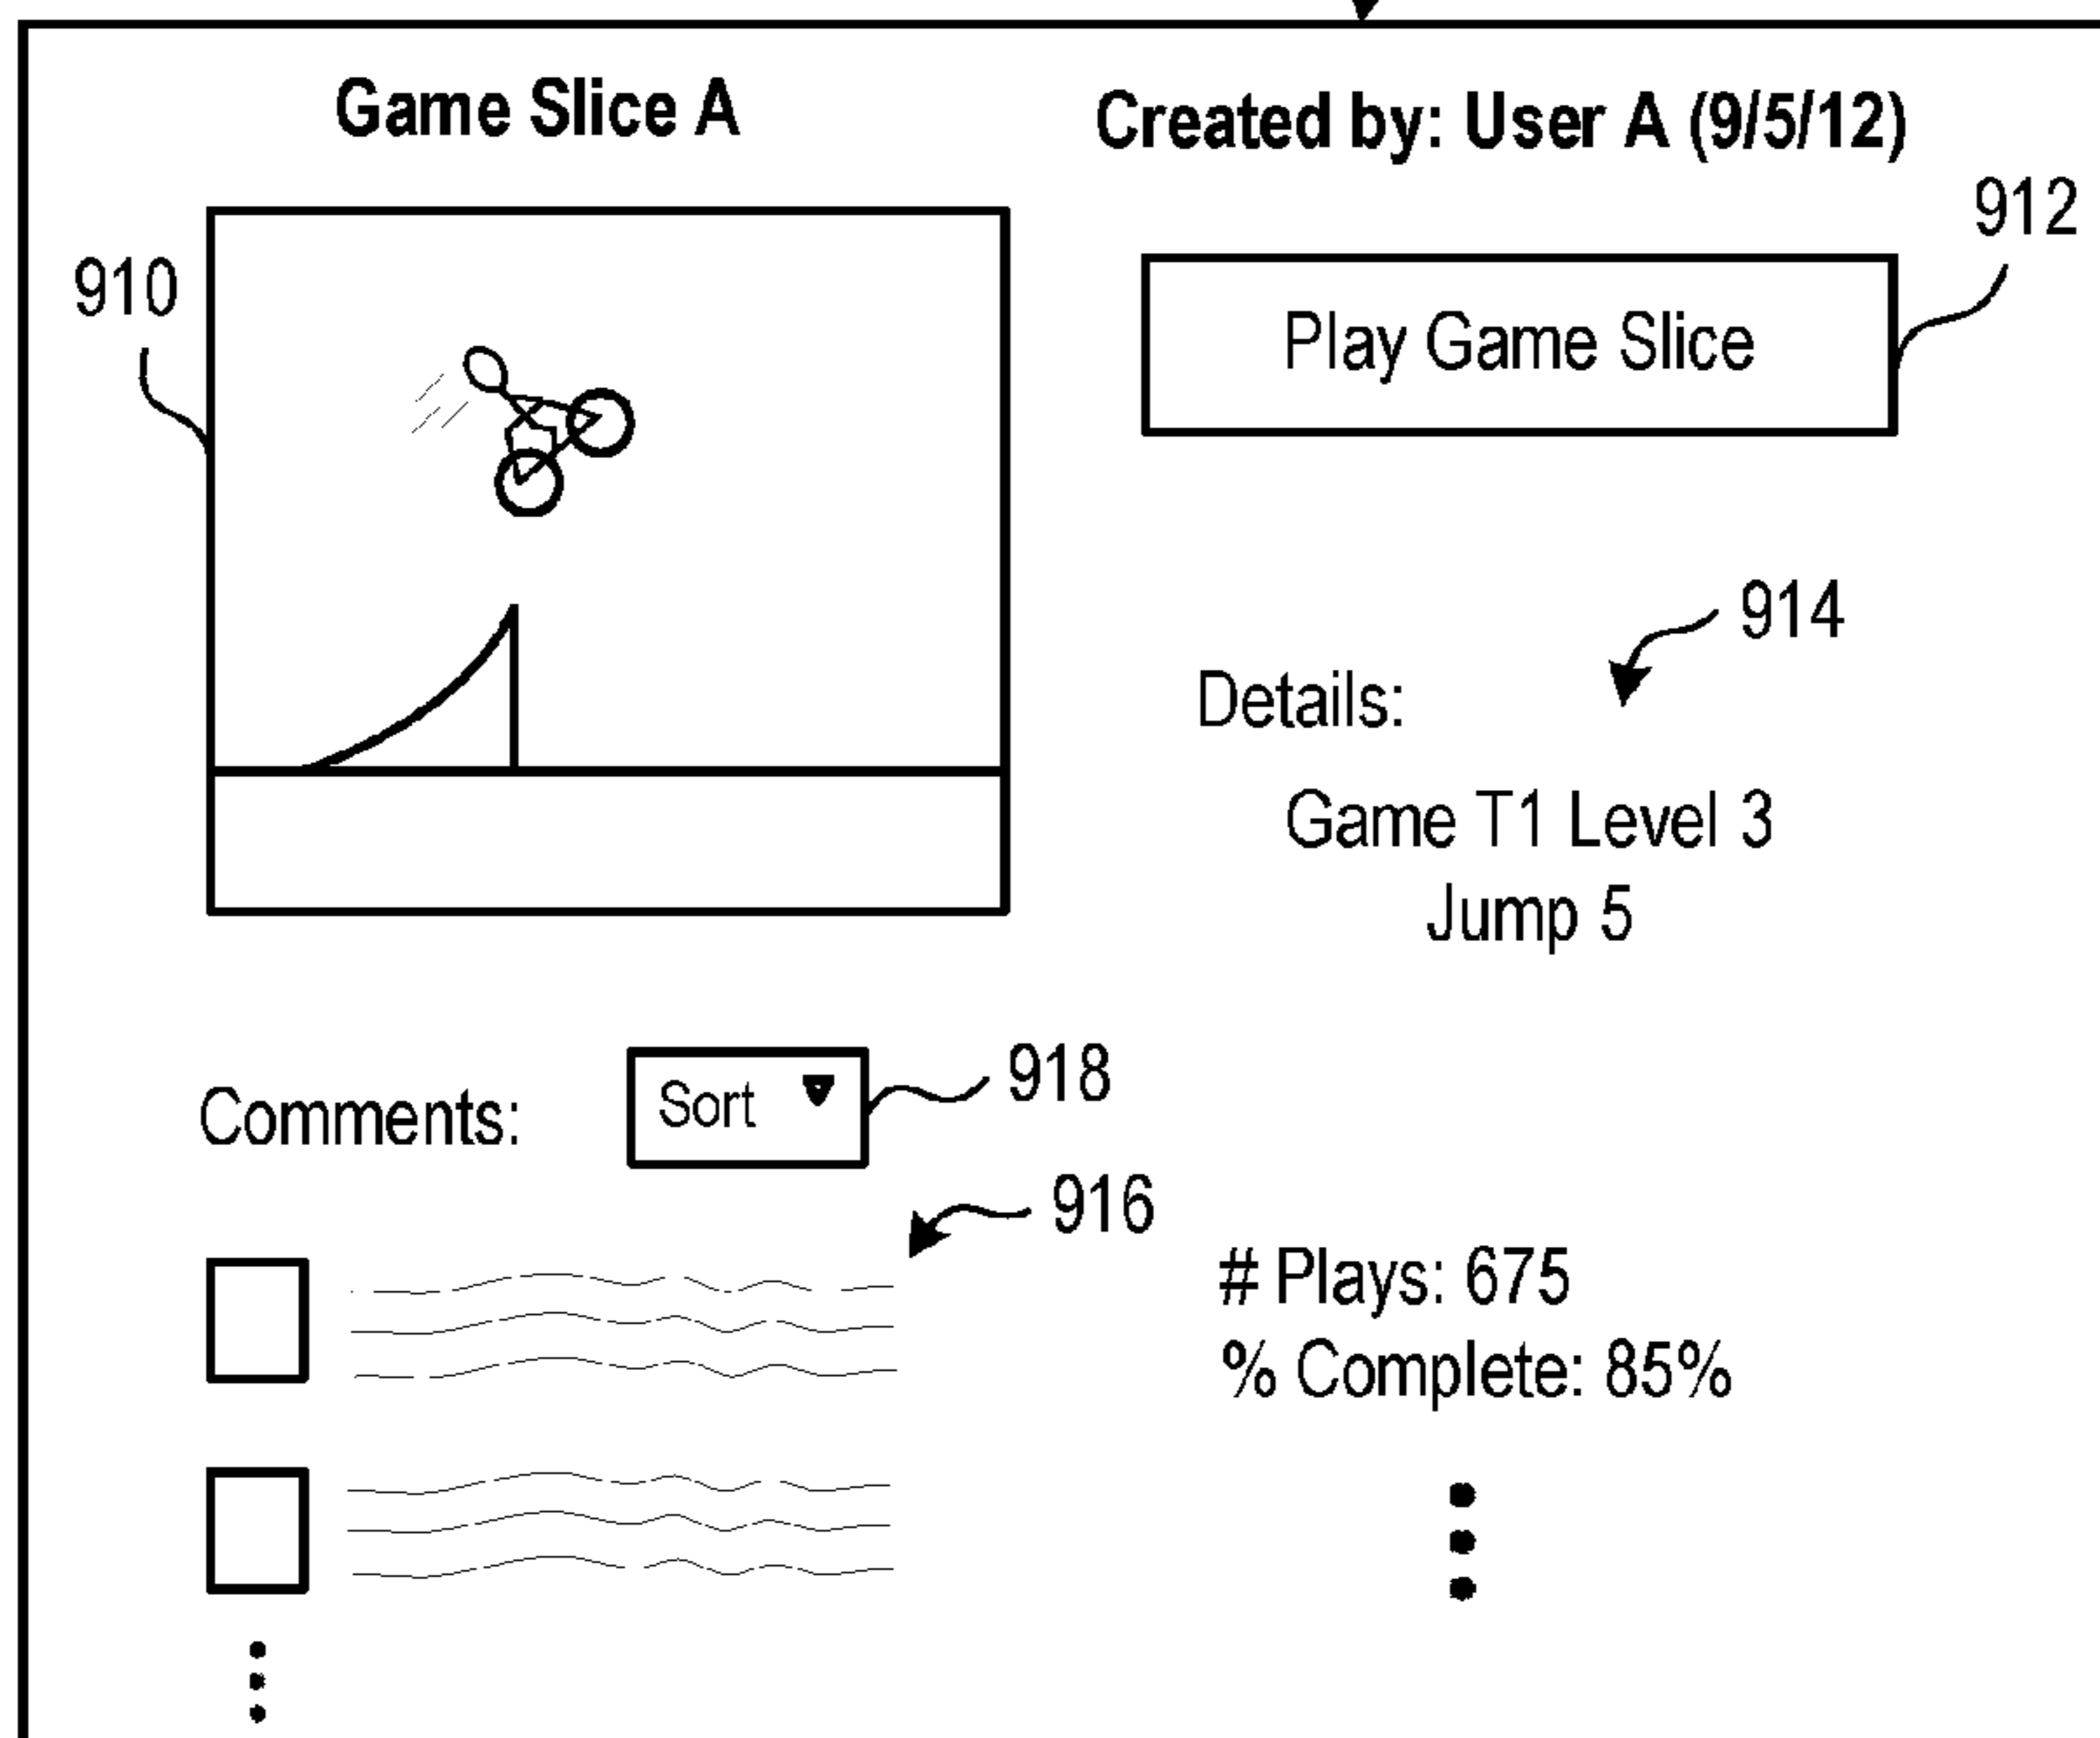 Game Slice A
Created by: User A (9/5/12)
912
910
Play Game Slice
914
Details:
Game T1 Level 3
Jump 5
918
Comments:
Sort
916
# Plays: 675
% Complete: 85%